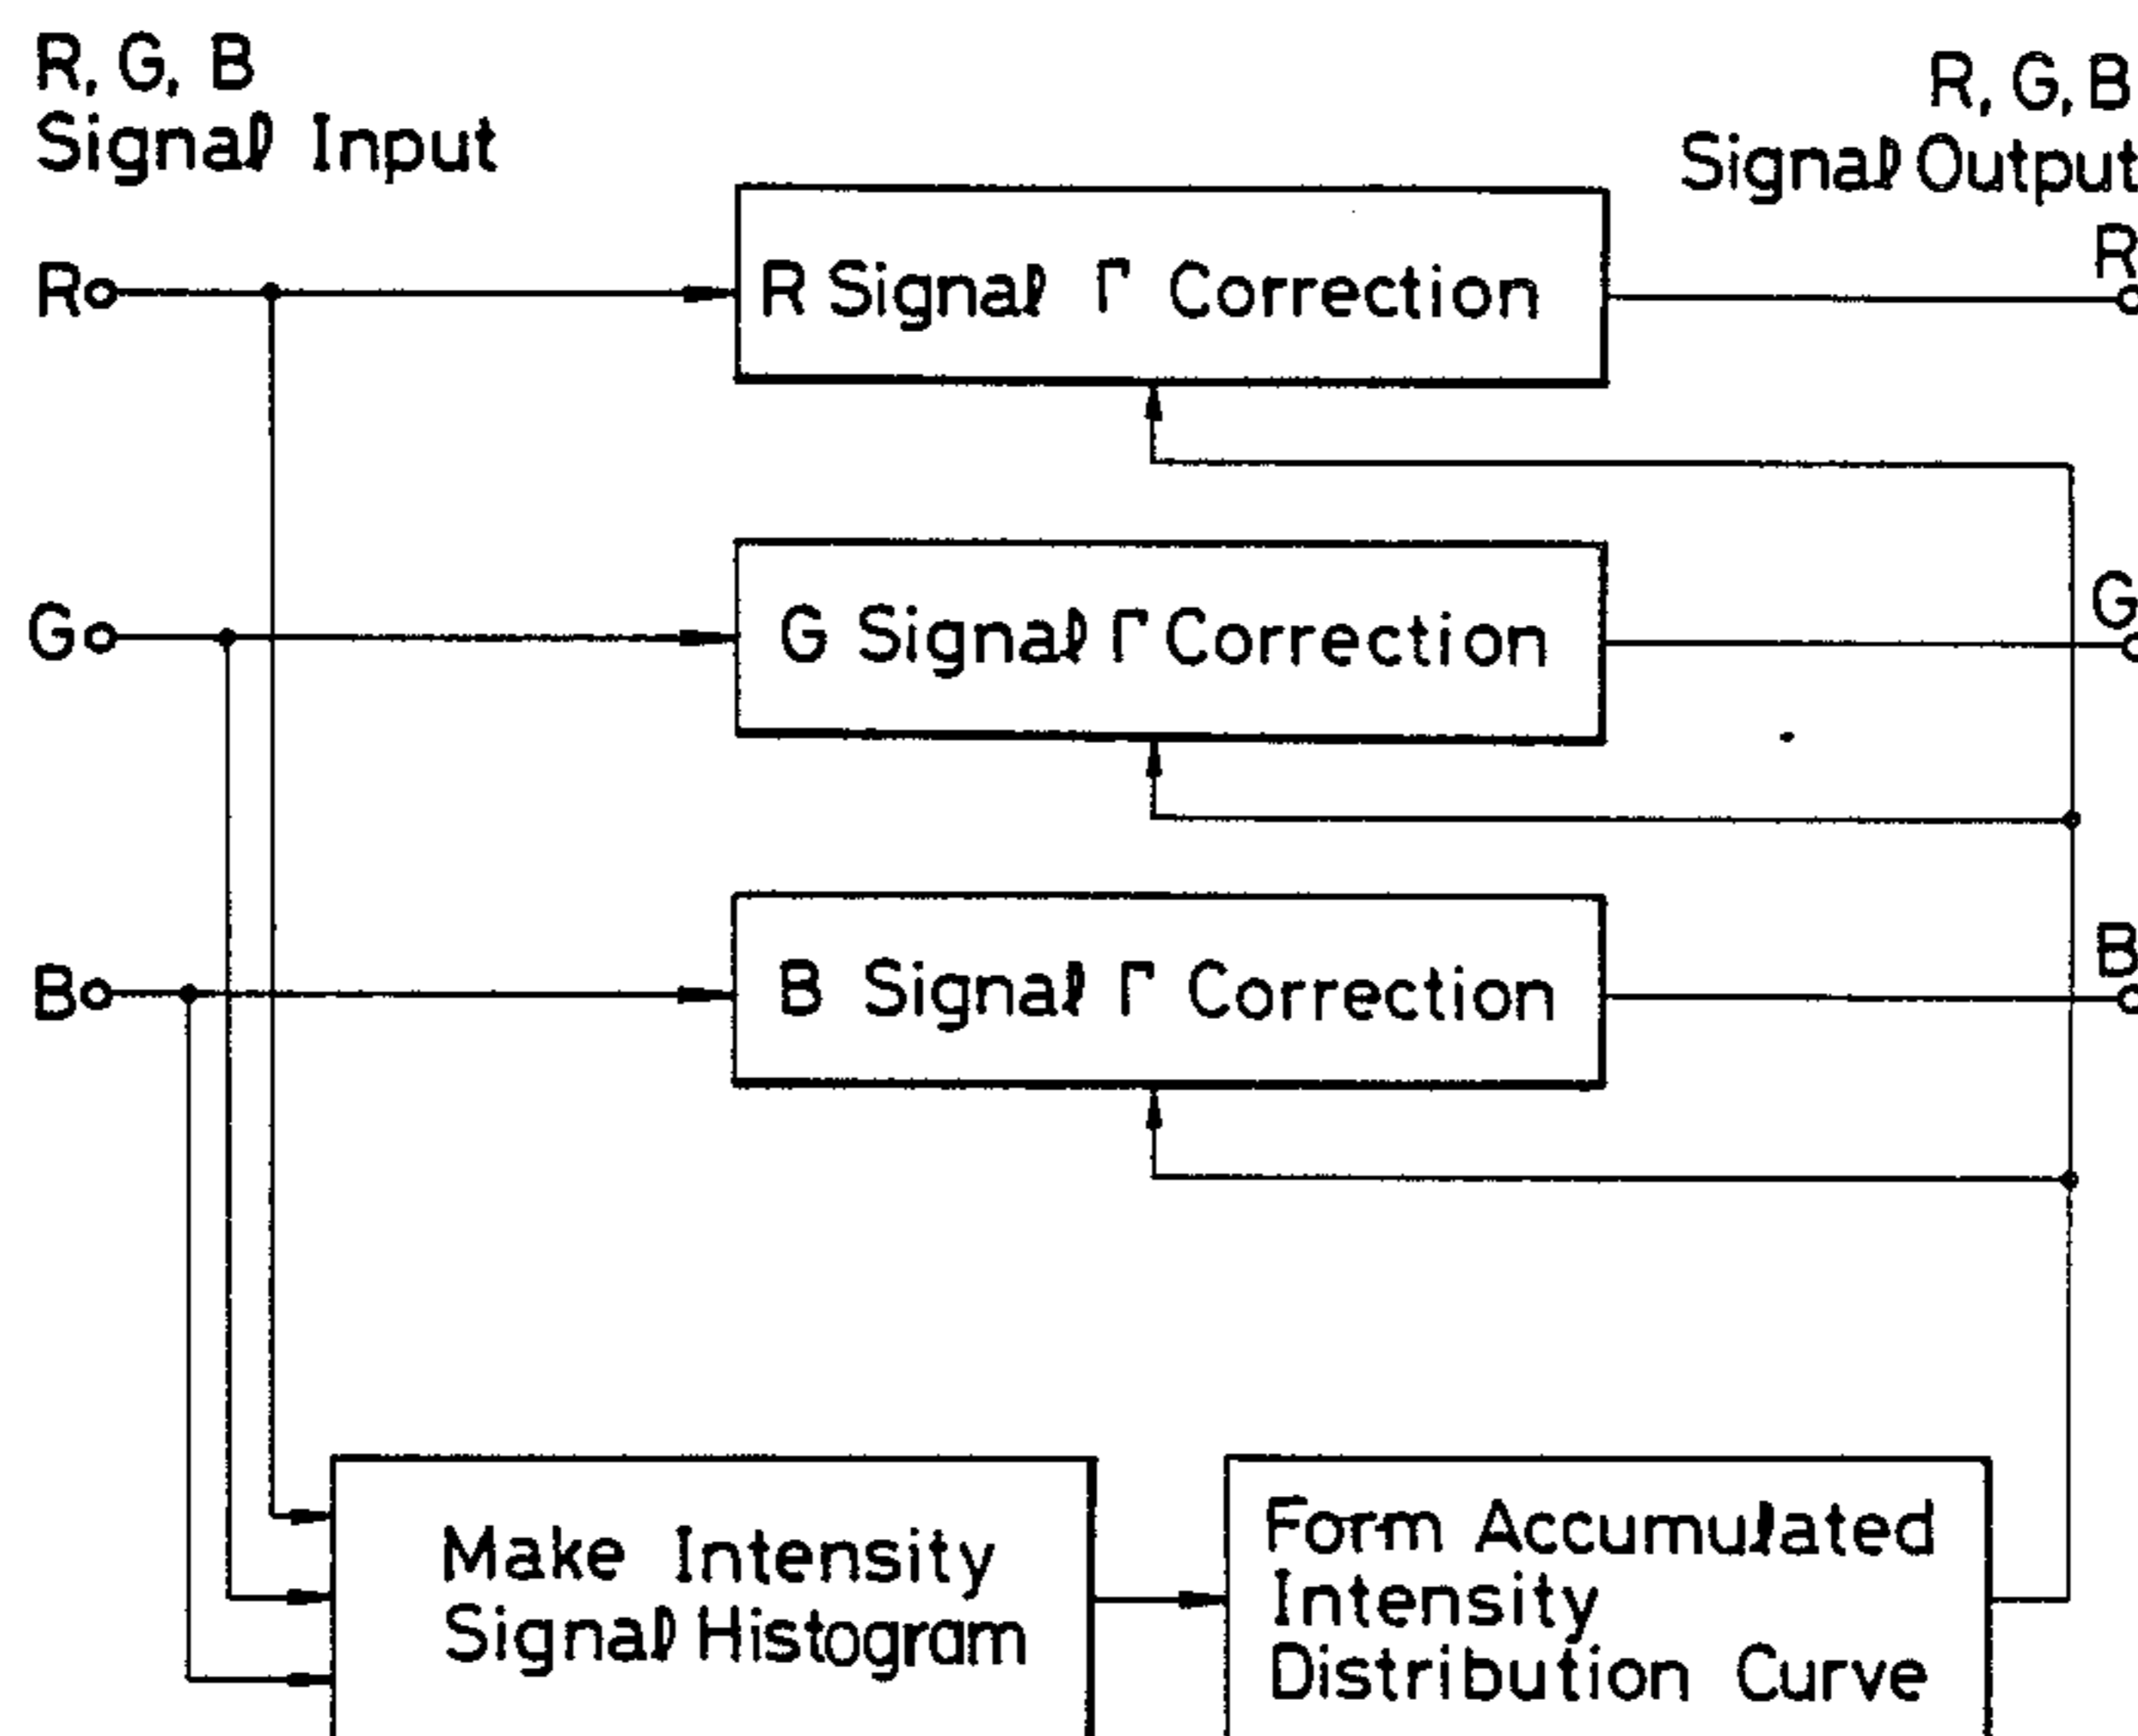 R, G, B
Signal Input
R, G, B
Signal Output
R
R Signal Γ Correction
R
G
G Signal Γ Correction
G
B
B Signal Γ Correction
B
Make Intensity
Signal Histogram
Form Accumulated
Intensity
Distribution Curve